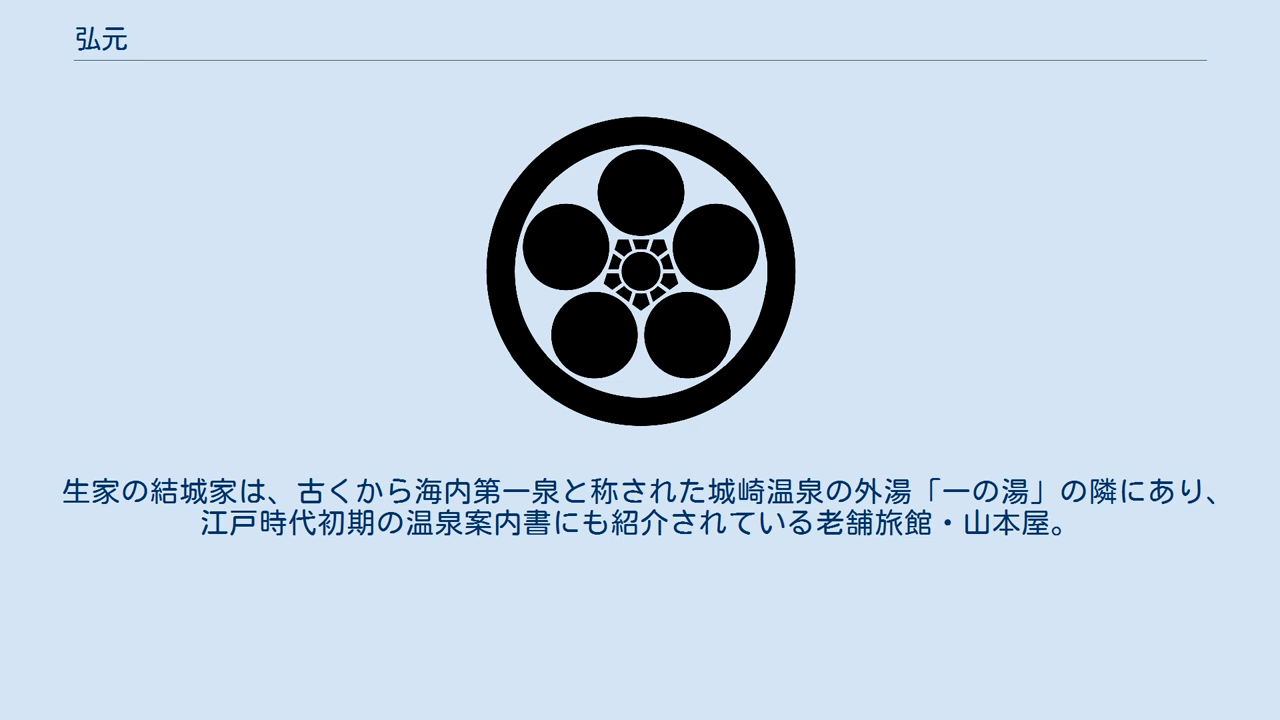 弘元
生家の結城家は、古くから海内第一泉と称された城崎温泉の外湯「一の湯」の隣にあり、
江戸時代初期の温泉案内書にも紹介されている老舗旅館・山本屋。